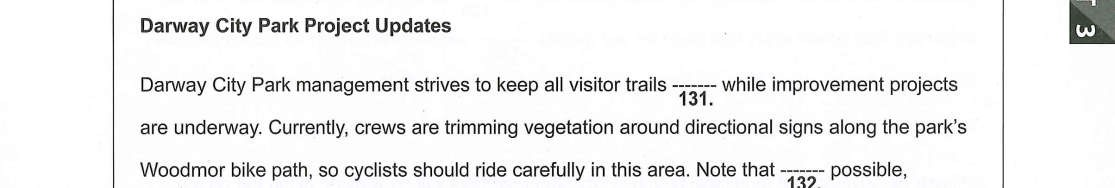 Darway City Park Project Updates
3
Darway City Park management strives to keep all visitor trails ------- while improvement projects
131.
are underway. Currently, crews are trimming vegetation around directional signs along the park's
Woodmor bike path, so cyclists should ride carefully in this area. Note that ------- possible,
132.